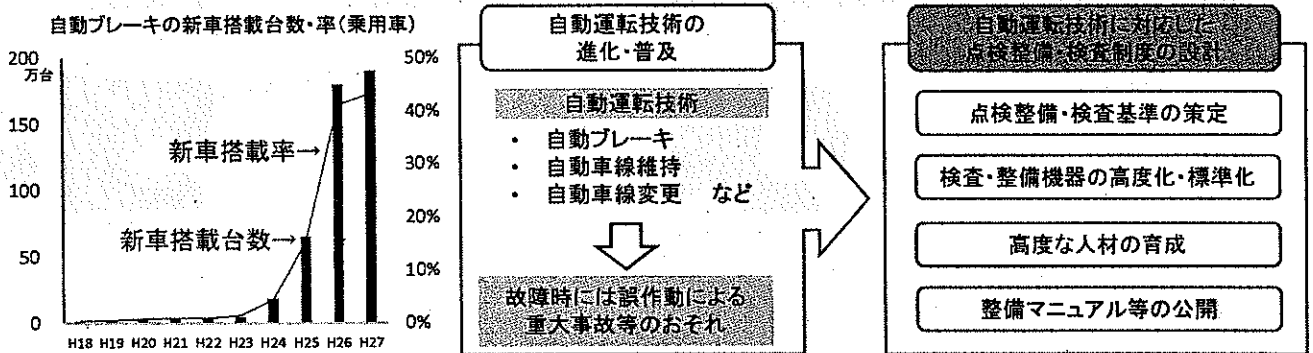 自動ブレーキの新車搭載台数・率(乗用車)
200
万台
150
100
50
0
50%
40%
30%
20%
10%
0%
新車搭載率→
新車搭載台数→
H18 H19 H20 H21 H22 H23 H24 H25 H26 H27
自動運転技術の
進化・普及
自動運転技術
・ 自動ブレーキ
・ 自動車線維持
・ 自動車線変更 など
故障時には誤作動による
重大事故等のおそれ
自動運転技術に対応した
点検整備・検査制度の設計
点検整備・検査基準の策定
検査・整備機器の高度化・標準化
高度な人材の育成
整備マニュアル等の公開